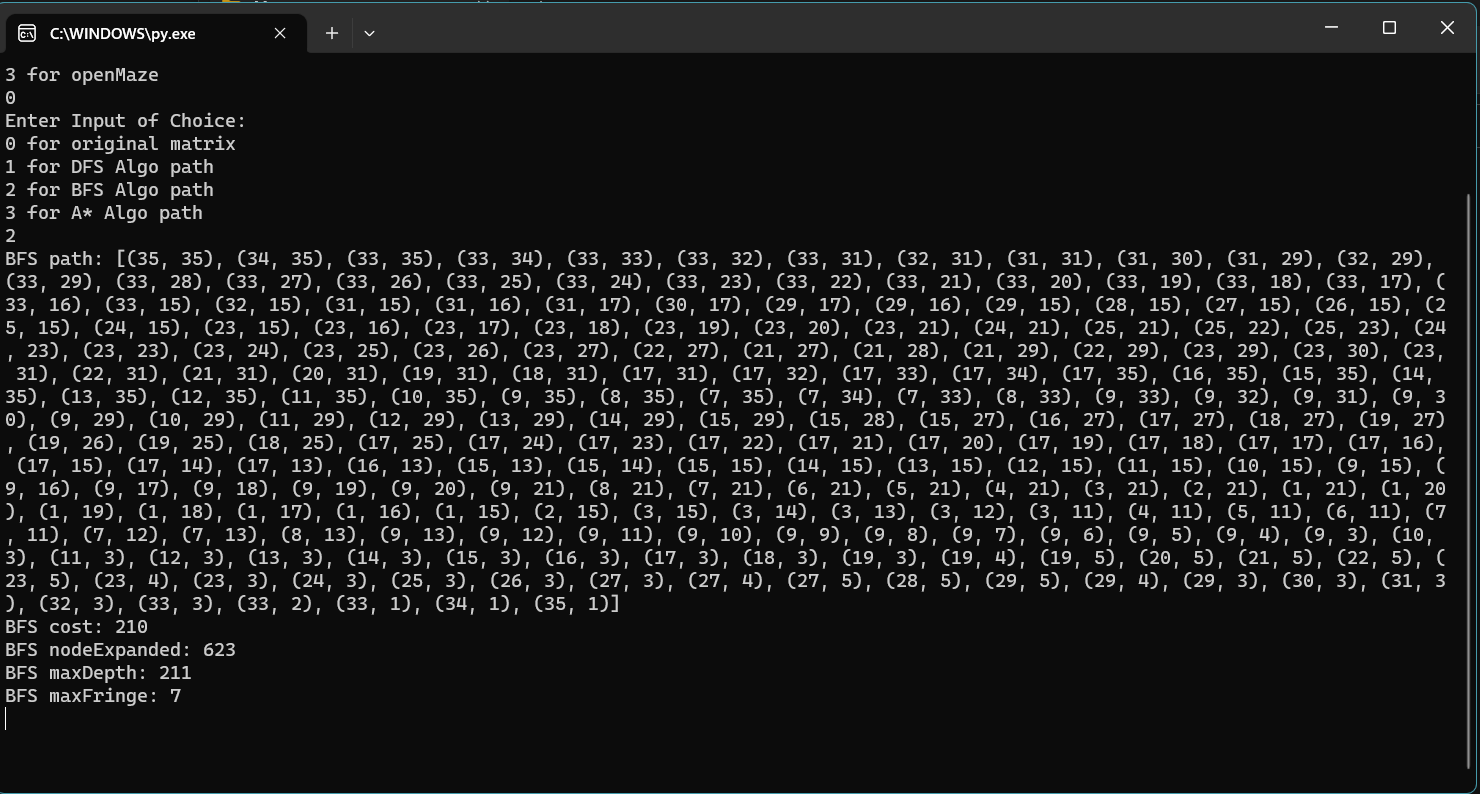 C:\WINDOWS\py.exe
3 for openMaze
0
Enter Input of Choice:
0 for original matrix
1 for DFS Algo path
2 for BFS Algo path
3 for A* Algo path
2
BFS path: [(35, 35), (34, 35), (33, 35), (33, 34), (33, 33), (33, 32), (33, 31), (32, 31), (31, 31), (31, 30), (31, 29), (32, 29),
(33, 29), (33, 28), (33, 27), (33, 26), (33, 25), (33, 24), (33, 23), (33, 22), (33, 21), (33, 20), (33, 19), (33, 18), (33, 17), (
33, 16), (33, 15), (32, 15), (31, 15), (31, 16), (31, 17), (30, 17), (29, 17), (29, 16), (29, 15), (28, 15), (27, 15), (26, 15), (2
5, 15), (24, 15), (23, 15), (23, 16), (23, 17), (23, 18), (23, 19), (23, 20), (23, 21), (24, 21), (25, 21), (25, 22), (25, 23), (24
, 23), (23, 23), (23, 24), (23, 25), (23, 26), (23, 27), (22, 27), (21, 27), (21, 28), (21, 29), (22, 29), (23, 29), (23, 30), (23,
31), (22, 31), (21, 31), (20, 31), (19, 31), (18, 31), (17, 31), (17, 32), (17, 33), (17, 34), (17, 35), (16, 35), (15, 35), (14,
35), (13, 35), (12, 35), (11, 35), (10, 35), (9, 35), (8, 35), (7, 35), (7, 34), (7, 33), (8, 33), (9, 33), (9, 32), (9, 31), (9, 3
0), (9, 29), (10, 29), (11, 29), (12, 29), (13, 29), (14, 29), (15, 29), (15, 28), (15, 27), (16, 27), (17, 27), (18, 27), (19, 27)
, (19, 26), (19, 25), (18, 25), (17, 25), (17, 24), (17, 23), (17, 22), (17, 21), (17, 20), (17, 19), (17, 18), (17, 17), (17, 16),
(17, 15), (17, 14), (17, 13), (16, 13), (15, 13), (15, 14), (15, 15), (14, 15), (13, 15), (12, 15), (11, 15), (10, 15), (9, 15), (
9, 16), (9, 17), (9, 18), (9, 19), (9, 20), (9, 21), (8, 21), (7, 21), (6, 21), (5, 21), (4, 21), (3, 21), (2, 21), (1, 21), (1, 20
), (1, 19), (1, 18), (1, 17), (1, 16), (1, 15), (2, 15), (3, 15), (3, 14), (3, 13), (3, 12), (3, 11), (4, 11), (5, 11), (6, 11), (7
, 11), (7, 12), (7, 13), (8, 13), (9, 13), (9, 12), (9, 11), (9, 10), (9, 9), (9, 8), (9, 7), (9, 6), (9, 5), (9, 4), (9, 3), (10,
3), (11, 3), (12, 3), (13, 3), (14, 3), (15, 3), (16, 3), (17, 3), (18, 3), (19, 3), (19, 4), (19, 5), (20, 5), (21, 5), (22, 5), (
23, 5), (23, 4), (23, 3), (24, 3), (25, 3), (26, 3), (27, 3), (27, 4), (27, 5), (28, 5), (29, 5), (29, 4), (29, 3), (30, 3), (31, 3
), (32, 3), (33, 3), (33, 2), (33, 1), (34, 1), (35, 1)]
BFS cost: 210
BFS nodeExpanded: 623
BFS maxDepth: 211
BFS maxFringe: 7